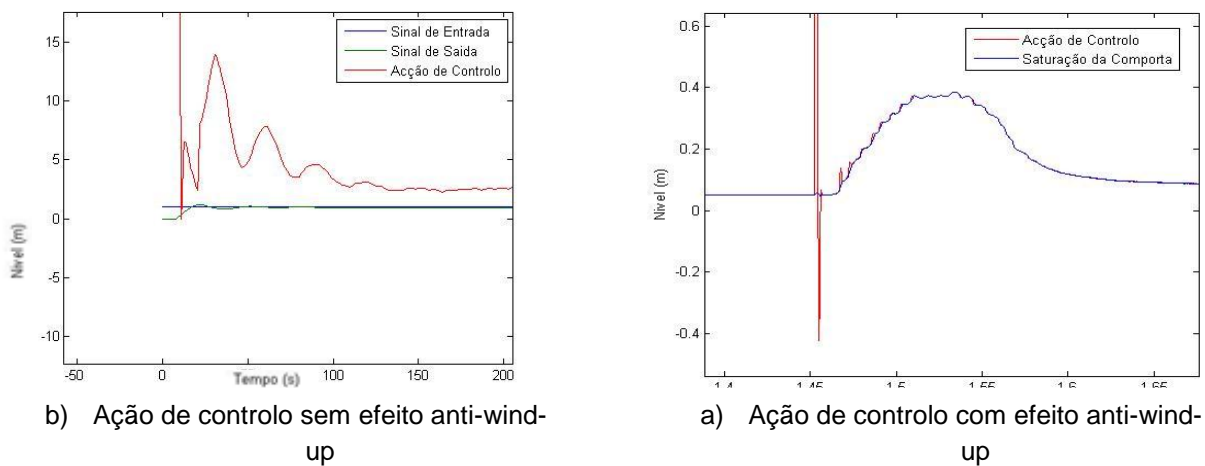 15
10
5
0
-5
-10
Nivel (m)
-50
0
50
100
150
200
Tempo (s)
Sinal de Entrada
Sinal de Saida
Acção de Controlo
b) Ação de controlo sem efeito anti-wind-
up
0.6
0.4
0.2
0
-0.2
-0.4
Nivel (m)
1.4
1.45
1.5
1.55
1.6
1.65
Acção de Controlo
Saturação da Comporta
a) Ação de controlo com efeito anti-wind-
up